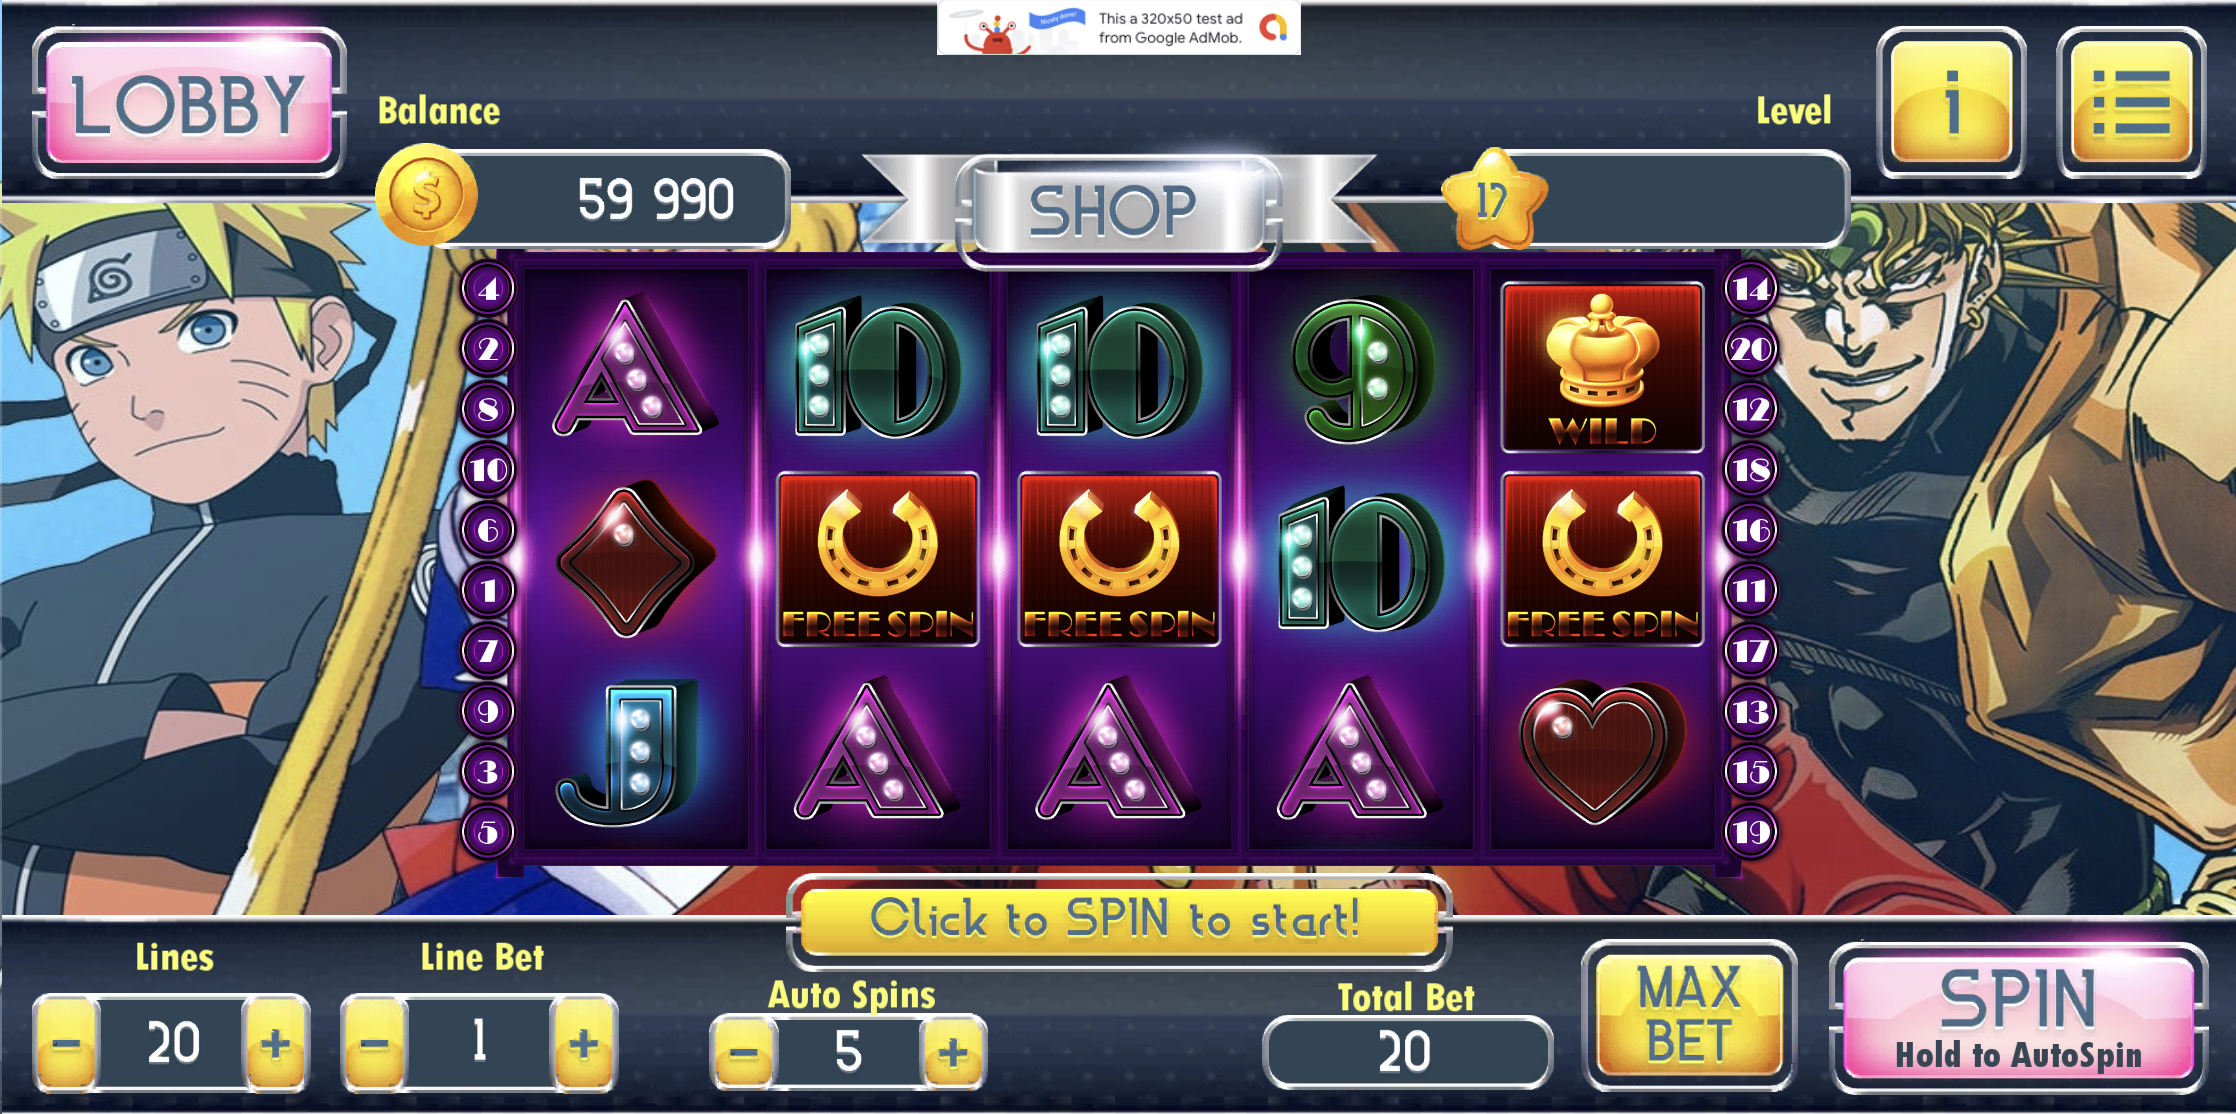 Nicely done!
This a 320x50 test ad
from Google AdMob.
LOBBY
Balance
Level
i
$
59 990
SHOP
17
4
14
2
20
8
12
10
18
6
16
1
11
7
17
9
13
3
15
5
19
A
10
10
9
WILD
FREE SPIN
FREE SPIN
10
FREE SPIN
J
A
A
A
Click to SPIN to start!
Lines
Line Bet
Auto Spins
Total Bet
- 20 +
- 1 +
- 5 +
20
MAX
BET
SPIN
Hold to AutoSpin